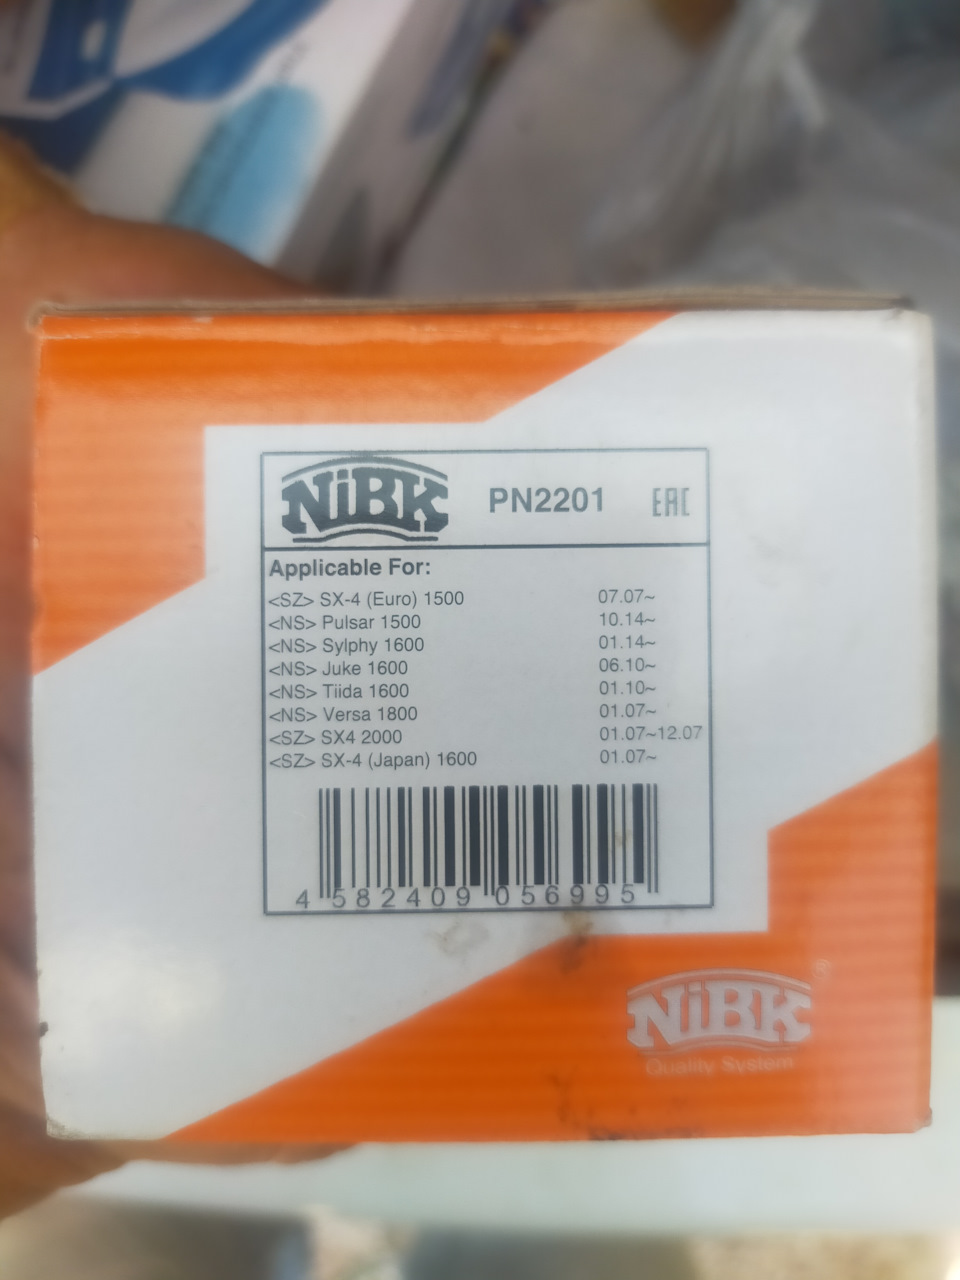 NiBK PN2201 EAC
Applicable For:
<SZ> SX-4 (Euro) 1500 07.07~
<NS> Pulsar 1500 10.14~
<NS> Sylphy 1600 01.14~
<NS> Juke 1600 06.10~
<NS> Tiida 1600 01.10~
<NS> Versa 1800 01.07~
<SZ> SX4 2000 01.07~12.07
<SZ> SX-4 (Japan) 1600 01.07~
4 582409 056995
NiBK®
Quality System